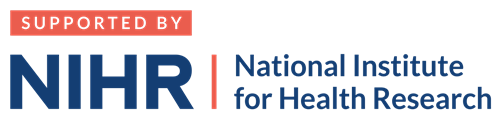 SUPPORTED BY
NIHR
National Institute
for Health Research